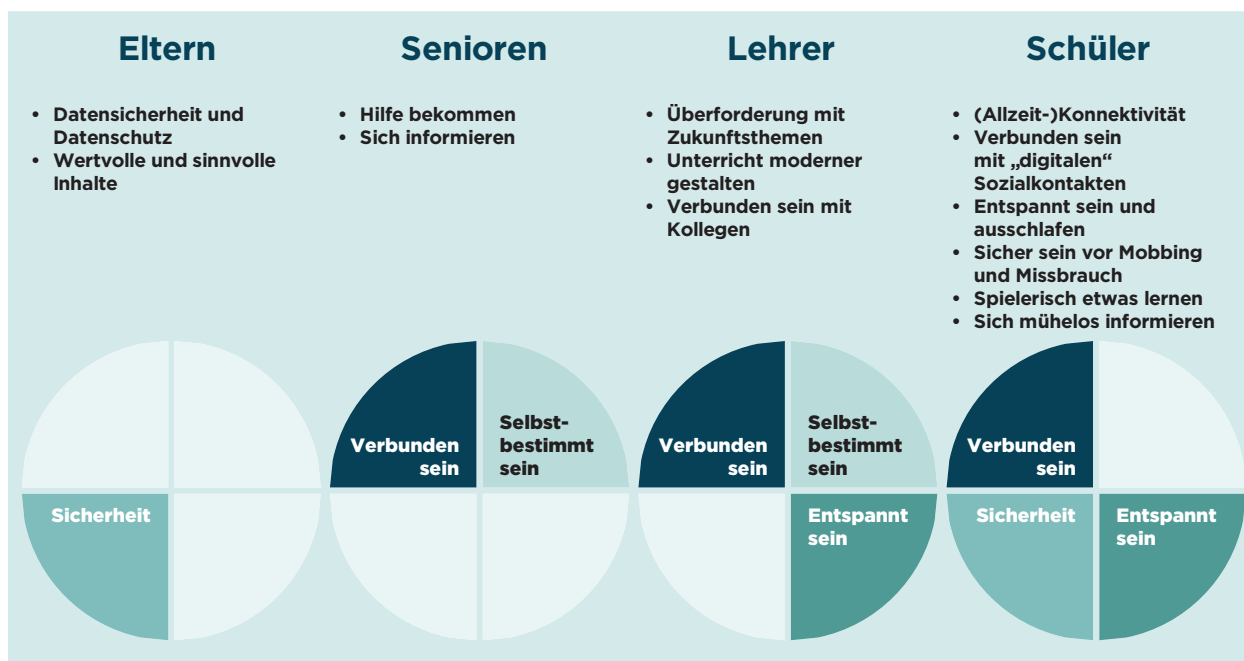 Eltern
• Datensicherheit und
Datenschutz
• Wertvolle und sinnvolle
Inhalte
Sicherheit
Senioren
• Hilfe bekommen
• Sich informieren
Verbunden
sein
Selbst-
bestimmt
sein
Lehrer
• Überforderung mit
Zukunftsthemen
• Unterricht moderner
gestalten
• Verbunden sein mit
Kollegen
Verbunden
sein
Selbst-
bestimmt
sein
Entspannt
sein
Schüler
• (Allzeit-)Konnektivität
• Verbunden sein
mit „digitalen“
Sozialkontakten
• Entspannt sein und
ausschlafen
• Sicher sein vor Mobbing
und Missbrauch
• Spielerisch etwas lernen
• Sich mühelos informieren
Verbunden
sein
Sicherheit
Entspannt
sein